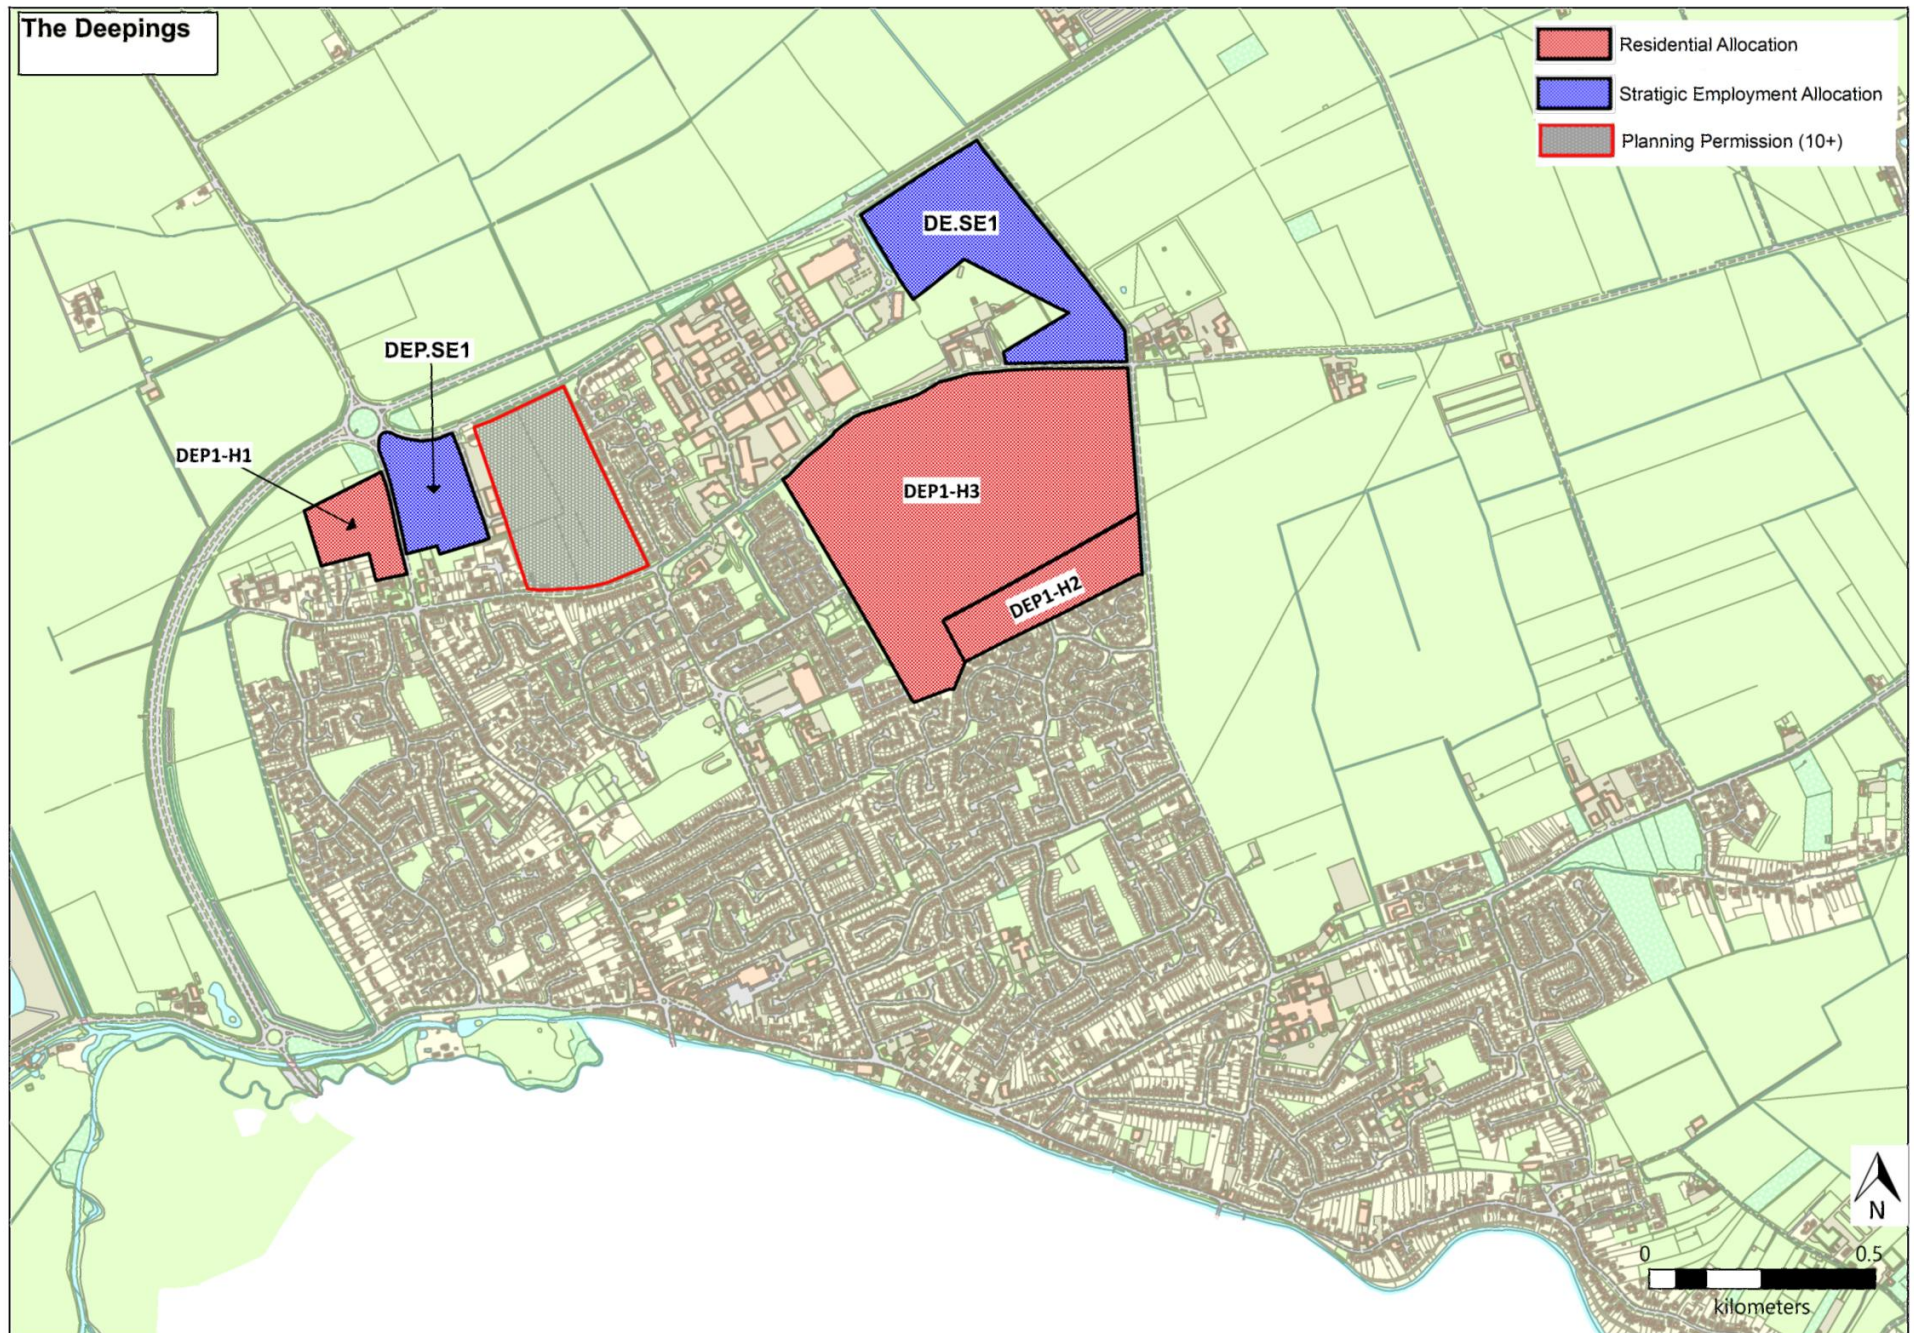 The Deepings
Residential Allocation
Stratigic Employment Allocation
Planning Permission (10+)
DE.SE1
DEP.SE1
DEP1-H1
DEP1-H3
DEP1-H2
N
0 0.5
kilometers